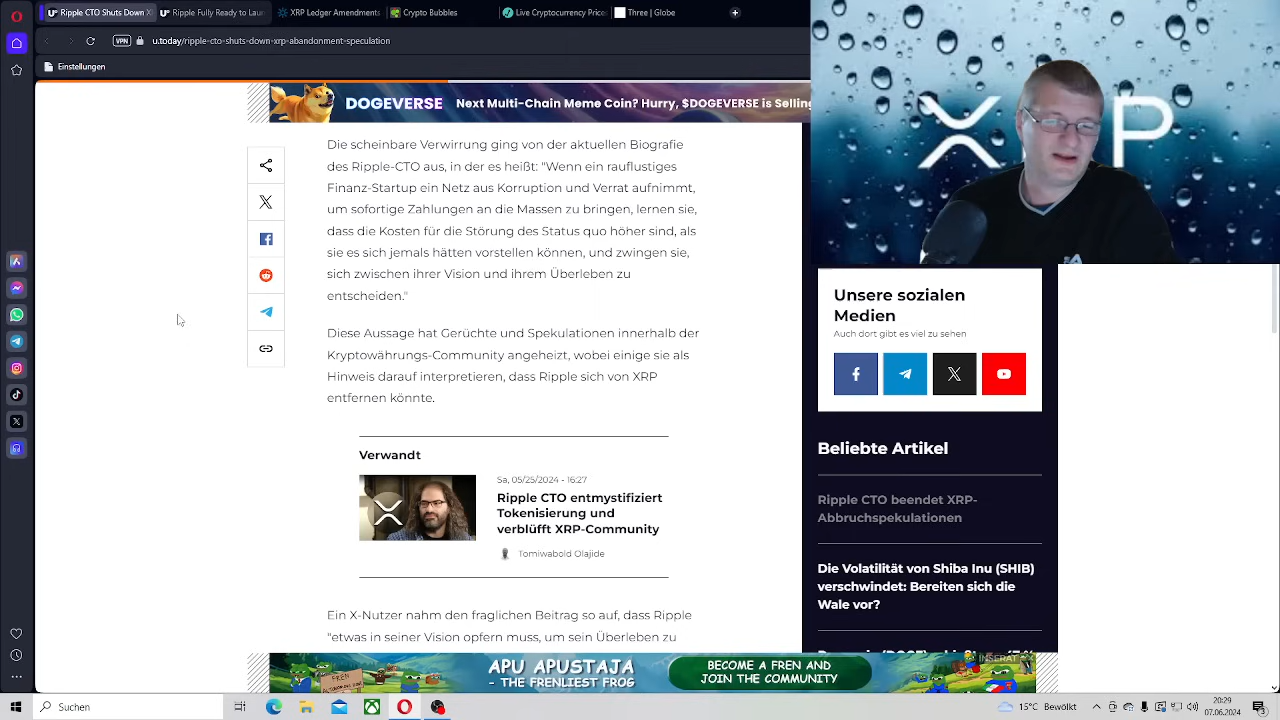 Ripple CTO Shuts Down X
Ripple Fully Ready to Laun
XRP Ledger Amendments
Crypto Bubbles
Live Cryptocurrency Prices
Three | Globe
VPN
u.today/ripple-cto-shuts-down-xrp-abandonment-speculation
Einstellungen
DOGEVERSE
Next Multi-Chain Meme Coin? Hurry, $DOGEVERSE is Selling
Die scheinbare Verwirrung ging von der aktuellen Biografie
des Ripple-CTO aus, in der es heißt: "Wenn ein rauflustiges
Finanz-Startup ein Netz aus Korruption und Verrat aufnimmt,
um sofortige Zahlungen an die Massen zu bringen, lernen sie,
dass die Kosten für die Störung des Status quo höher sind, als
sie es sich jemals hätten vorstellen können, und zwingen sie,
sich zwischen ihrer Vision und ihrem Überleben zu
entscheiden."
Diese Aussage hat Gerüchte und Spekulationen innerhalb der
Kryptowährungs-Community angeheizt, wobei einige sie als
Hinweis darauf interpretieren, dass Ripple sich von XRP
entfernen könnte.
Verwandt
Sa, 05/25/2024 - 16:27
Ripple CTO entmystifiziert
Tokenisierung und
verblüfft XRP-Community
Tomiwabold Olajide
Ein X-Nutzer nahm den fraglichen Beitrag so auf, dass Ripple
"etwas in seiner Vision opfern muss, um sein Überleben zu
XRP
Unsere sozialen
Medien
Auch dort gibt es viel zu sehen
Beliebte Artikel
Ripple CTO beendet XRP-
Abbruchspekulationen
Die Volatilität von Shiba Inu (SHIB)
verschwindet: Bereiten sich die
Wale vor?
APU APUSTAJA
- THE FRENLIEST FROG
BECOME A FREN AND
JOIN THE COMMUNITY
INSERAT
Suchen
15°C Bewölkt
20:29
07.06.2024